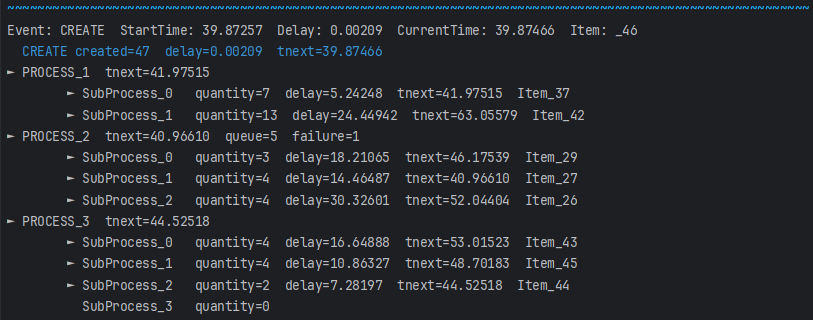 ~~~~~~~~~~~~~~~~~~~~~~~~~~~~~~~~~~~~~~~~~~~~~~~~~~~~~~~~~~~~~~~~~~~~~~~~~~~~~~~~~~~~~~~~~~~~~~~~~~~~~~~~~~~
Event: CREATE  StartTime: 39.87257  Delay: 0.00209  CurrentTime: 39.87466  Item: _46
  CREATE created=47  delay=0.00209  tnext=39.87466
► PROCESS_1  tnext=41.97515
        ► SubProcess_0   quantity=7  delay=5.24248  tnext=41.97515  Item_37
        ► SubProcess_1   quantity=13  delay=24.44942  tnext=63.05579  Item_42
► PROCESS_2  tnext=40.96610  queue=5  failure=1
        ► SubProcess_0   quantity=3  delay=18.21065  tnext=46.17539  Item_29
        ► SubProcess_1   quantity=4  delay=14.46487  tnext=40.96610  Item_27
        ► SubProcess_2   quantity=4  delay=30.32601  tnext=52.04404  Item_26
► PROCESS_3  tnext=44.52518
        ► SubProcess_0   quantity=4  delay=16.64888  tnext=53.01523  Item_43
        ► SubProcess_1   quantity=4  delay=10.86327  tnext=48.70183  Item_45
        ► SubProcess_2   quantity=2  delay=7.28197  tnext=44.52518  Item_44
          SubProcess_3   quantity=0